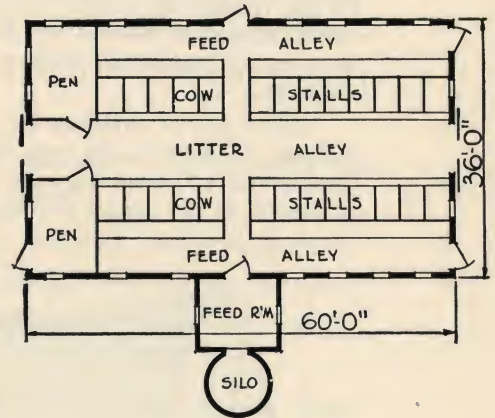 FEED ALLEY
PEN
COW STALLS
LITTER ALLEY
36'-0"
COW STALLS
PEN
FEED ALLEY
FEED R'M
60'-0"
SILO